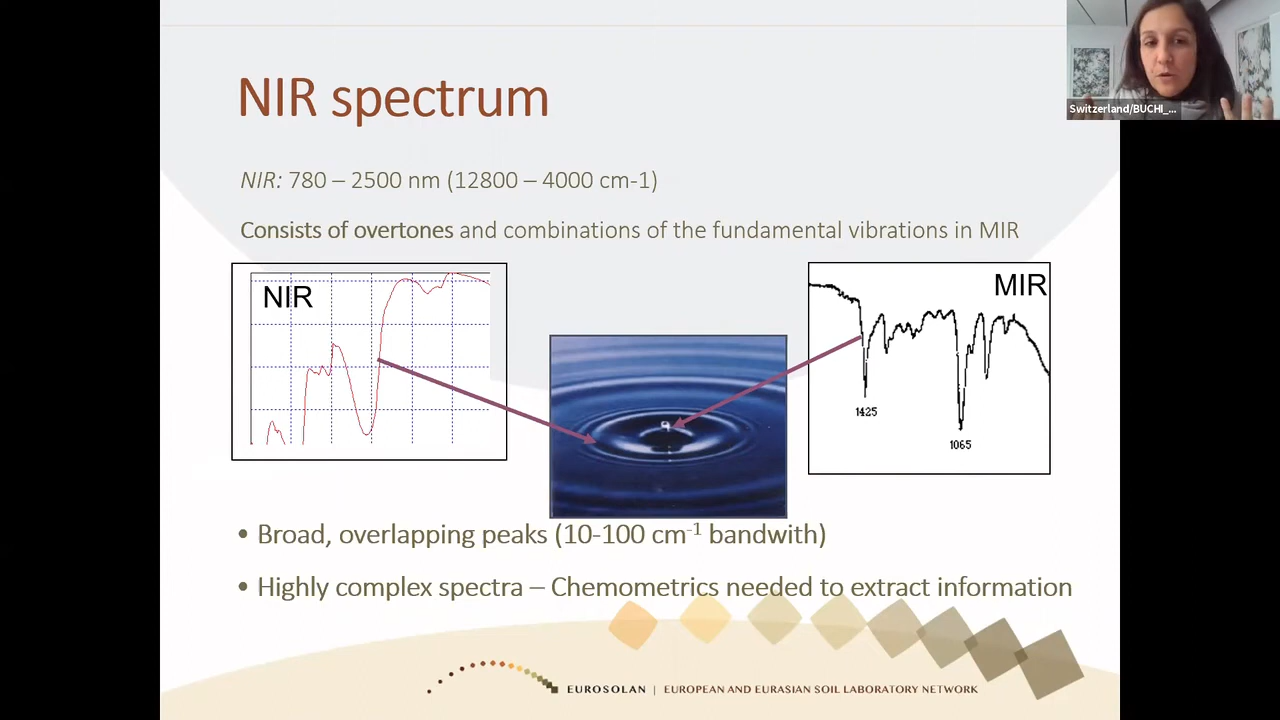 NIR spectrum
NIR: 780 – 2500 nm (12800 – 4000 cm-1)
Consists of overtones and combinations of the fundamental vibrations in MIR
NIR
MIR
1425
1065
• Broad, overlapping peaks (10-100 cm⁻¹ bandwith)
• Highly complex spectra – Chemometrics needed to extract information
EUROSOLAN | EUROPEAN AND EURASIAN SOIL LABORATORY NETWORK
Switzerland/BUCHI_...